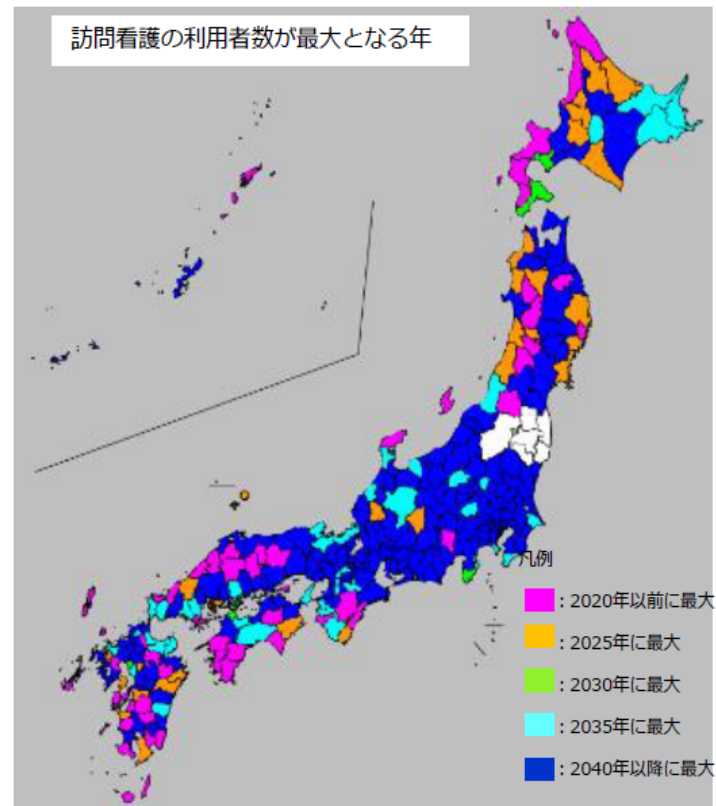 訪問看護の利用者数が最大となる年
凡例
：2020年以前に最大
：2025年に最大
：2030年に最大
：2035年に最大
：2040年以降に最大